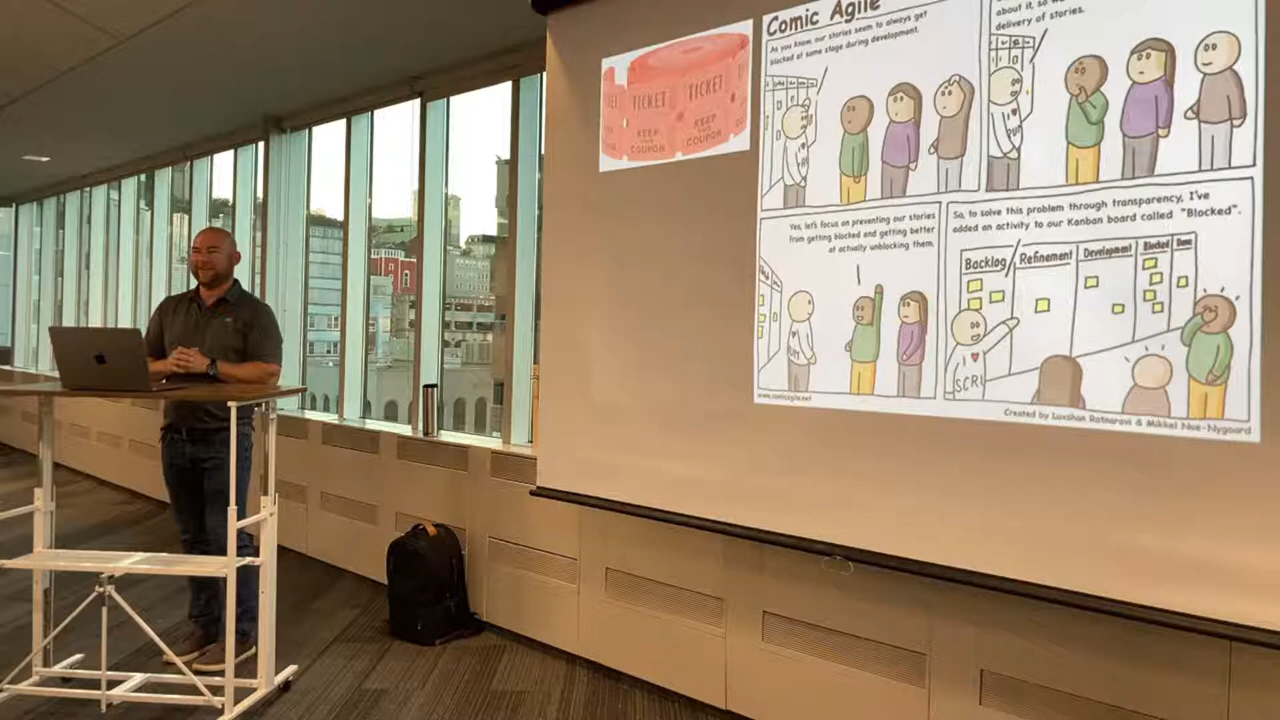 TICKET
TICKET
KEEP
COUPON
KEEP
THIS
COUPON
Comic Agile
As you know, our stories seem to always get
blocked at some stage during development.
about it, so
delivery of stories.
Yes, let's focus on preventing our stories
from getting blocked and getting better
at actually unblocking them.
So, to solve this problem through transparency, I've
added an activity to our Kanban board called "Blocked".
Backlog
Refinement
Development
Blocked
Done
SCRU
www.comicagile.net
Created by Luxshan Ratnaravi & Mikkel Noe-Nygaard